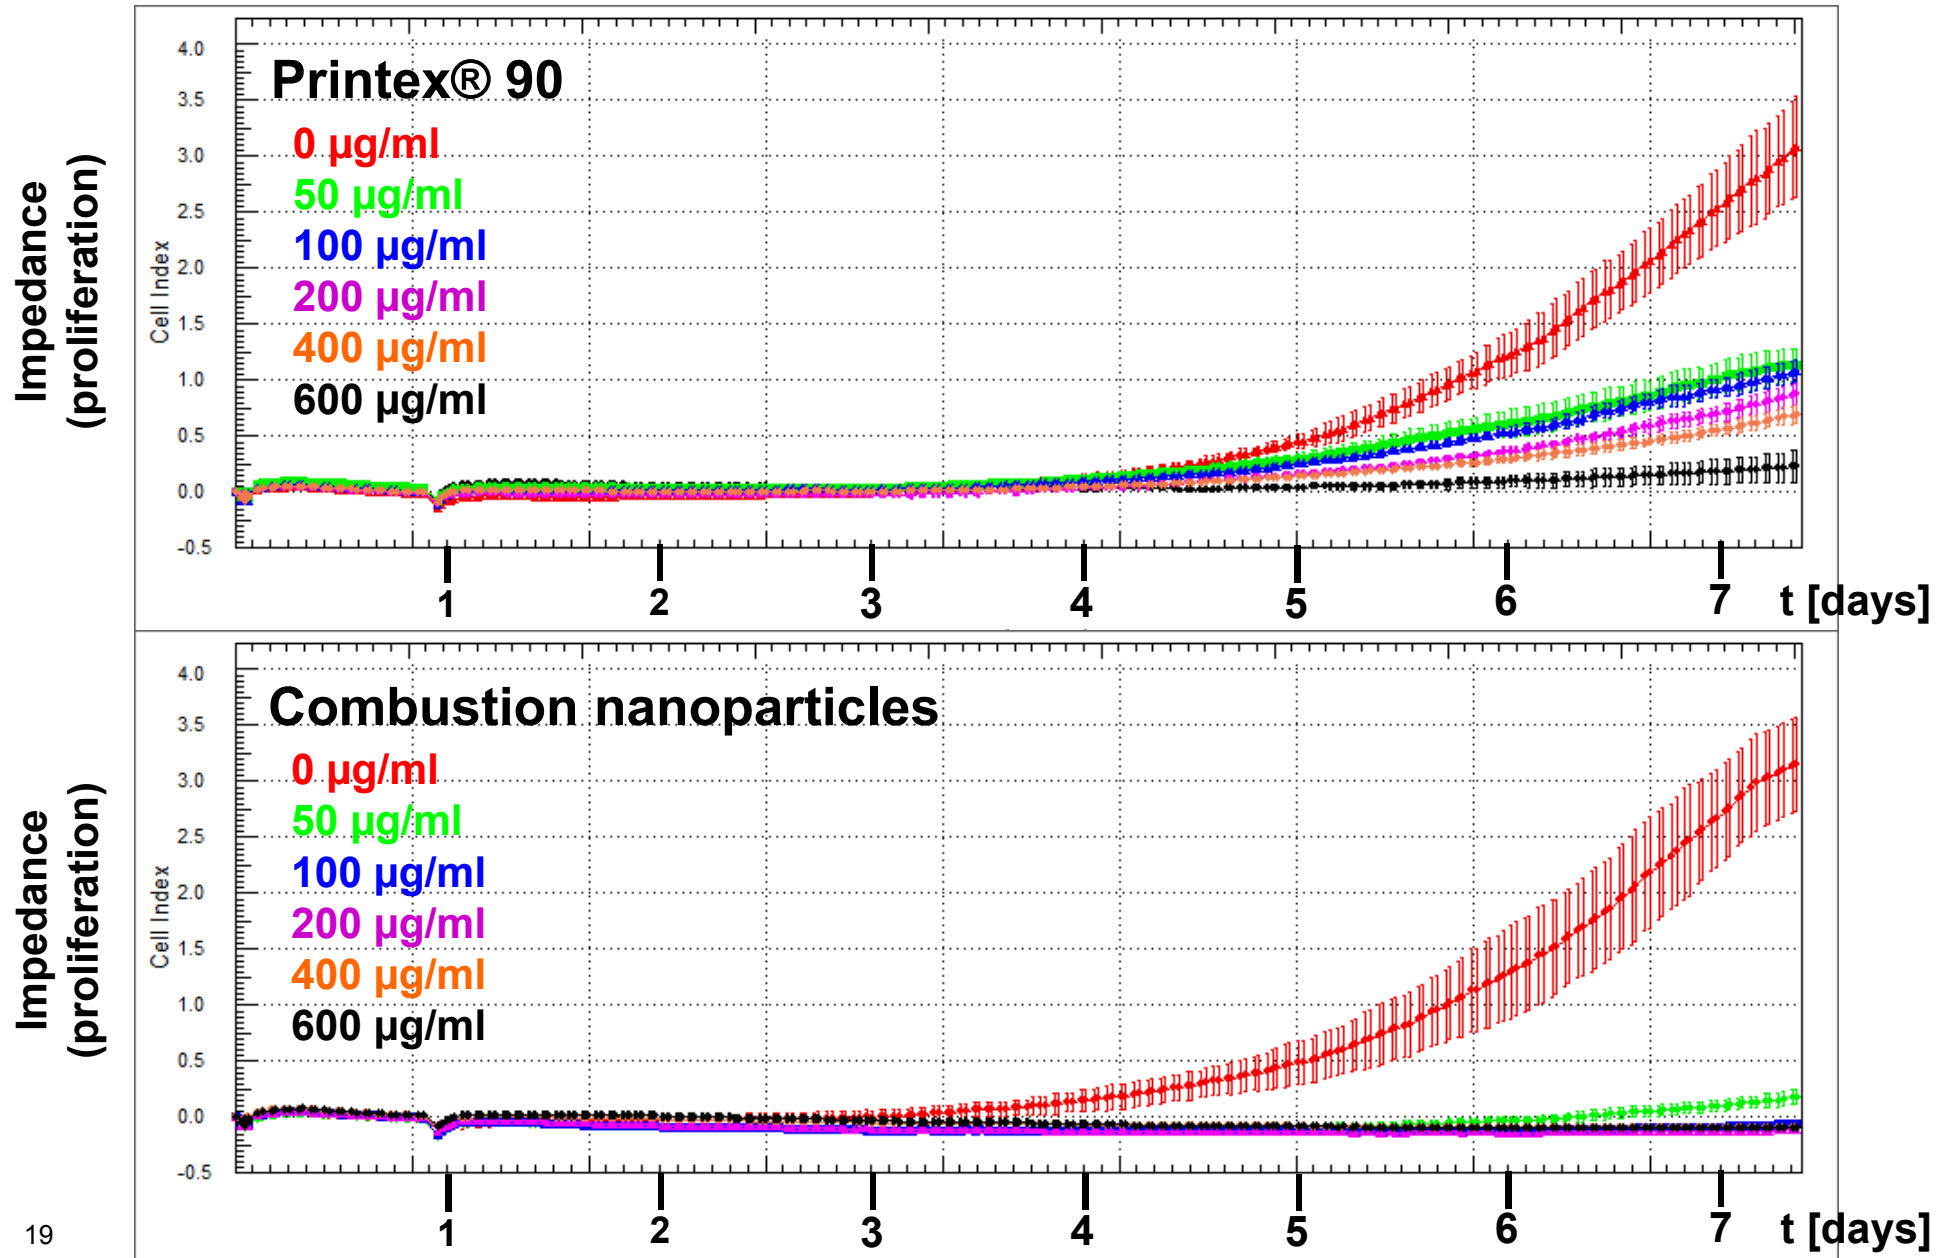 Printex® 90
0 µg/ml
50 µg/ml
100 µg/ml
200 µg/ml
400 µg/ml
600 µg/ml
Impedance
(proliferation)
Cell Index
4.0
3.5
3.0
2.5
2.0
1.5
1.0
0.5
0.0
-0.5
1 2 3 4 5 6 7 t [days]
Combustion nanoparticles
0 µg/ml
50 µg/ml
100 µg/ml
200 µg/ml
400 µg/ml
600 µg/ml
Impedance
(proliferation)
Cell Index
4.0
3.5
3.0
2.5
2.0
1.5
1.0
0.5
0.0
-0.5
1 2 3 4 5 6 7 t [days]
19